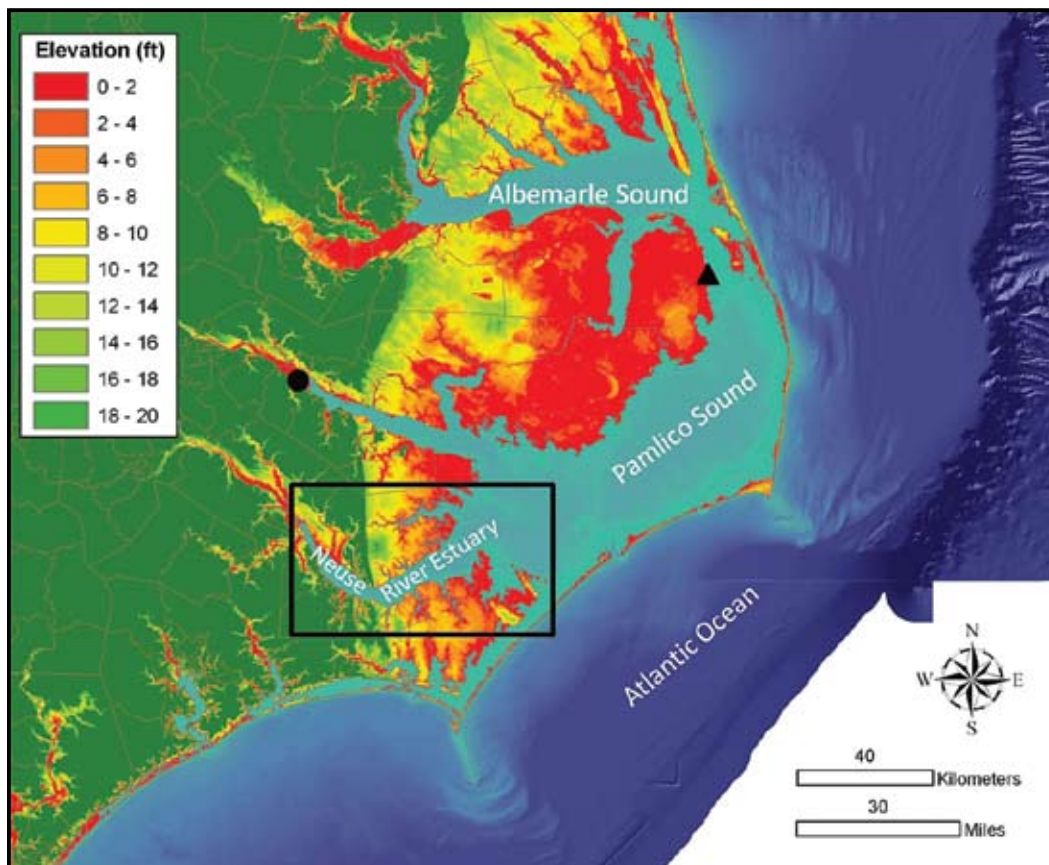 Elevation (ft)
0 - 2
2 - 4
4 - 6
6 - 8
8 - 10
10 - 12
12 - 14
14 - 16
16 - 18
18 - 20
Albemarle Sound
Pamlico Sound
Neuse River Estuary
Atlantic Ocean
N
W E
S
40
Kilometers
30
Miles